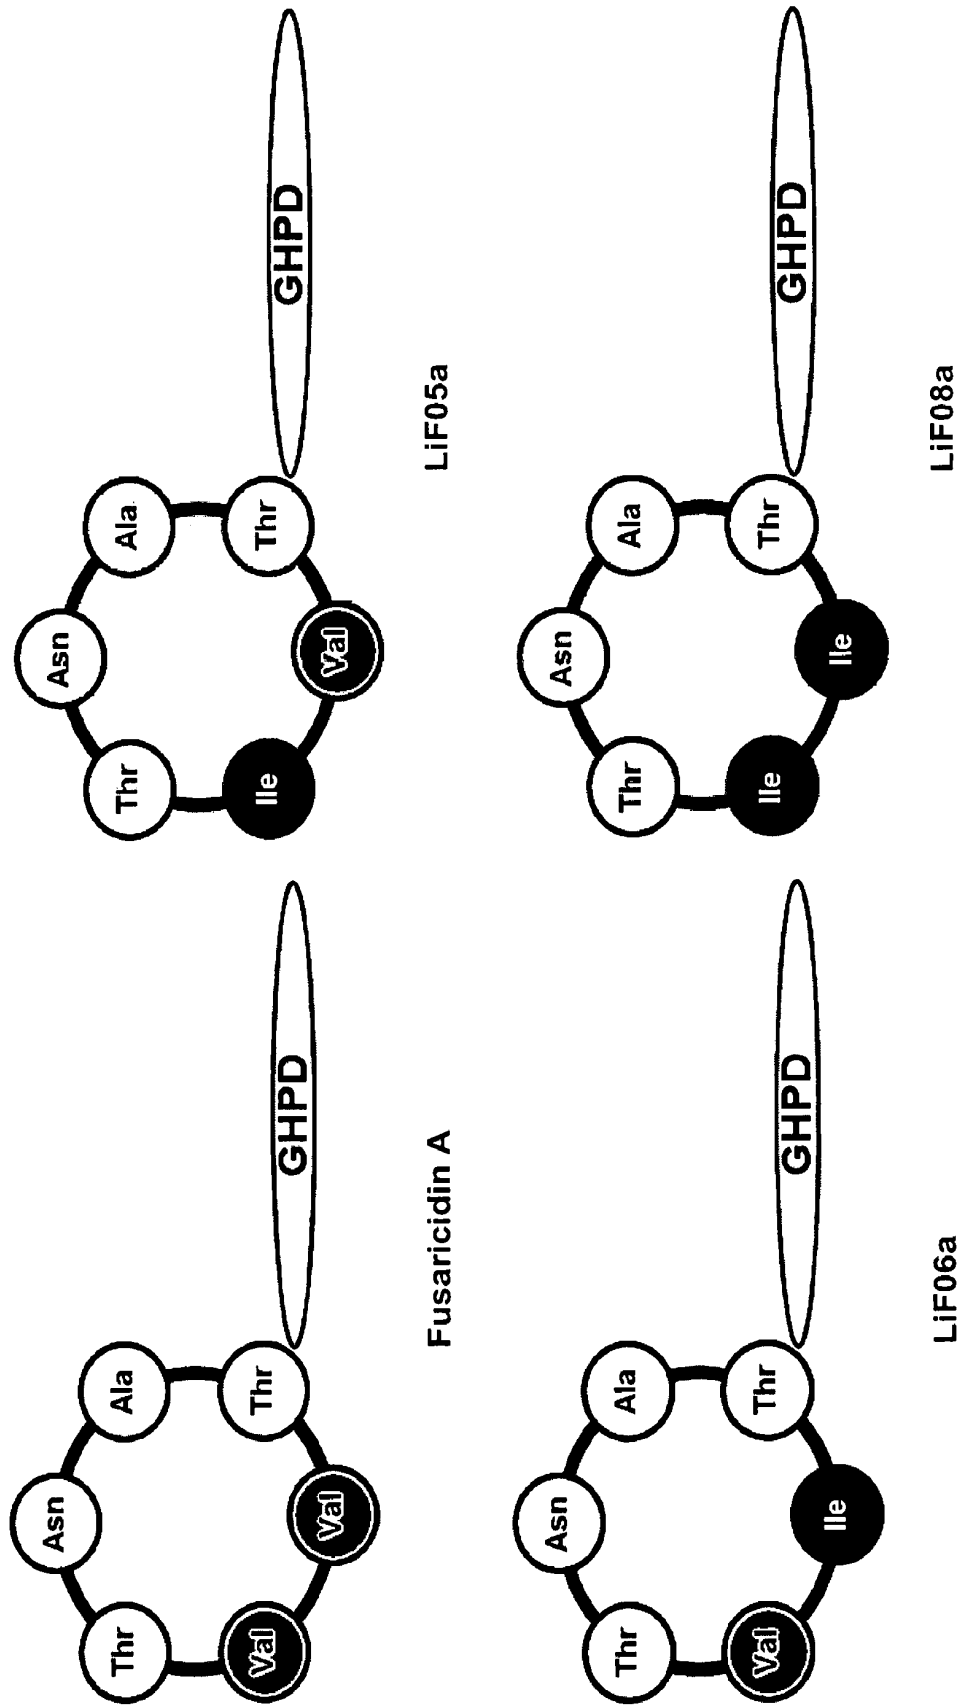 Asn
Thr
Ala
Val
Thr
Val
GHPD
Fusaricidin A
Asn
Thr
Ala
Ile
Thr
Val
GHPD
LiF05a
Asn
Thr
Ala
Val
Thr
Ile
GHPD
LiF06a
Asn
Thr
Ala
Ile
Thr
Ile
GHPD
LiF08a